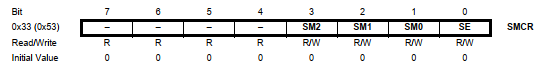 Bit 7 6 5 4 3 2 1 0
0x33 (0x53) – – – – SM2 SM1 SM0 SE SMCR
Read/Write R R R R R/W R/W R/W R/W
Initial Value 0 0 0 0 0 0 0 0